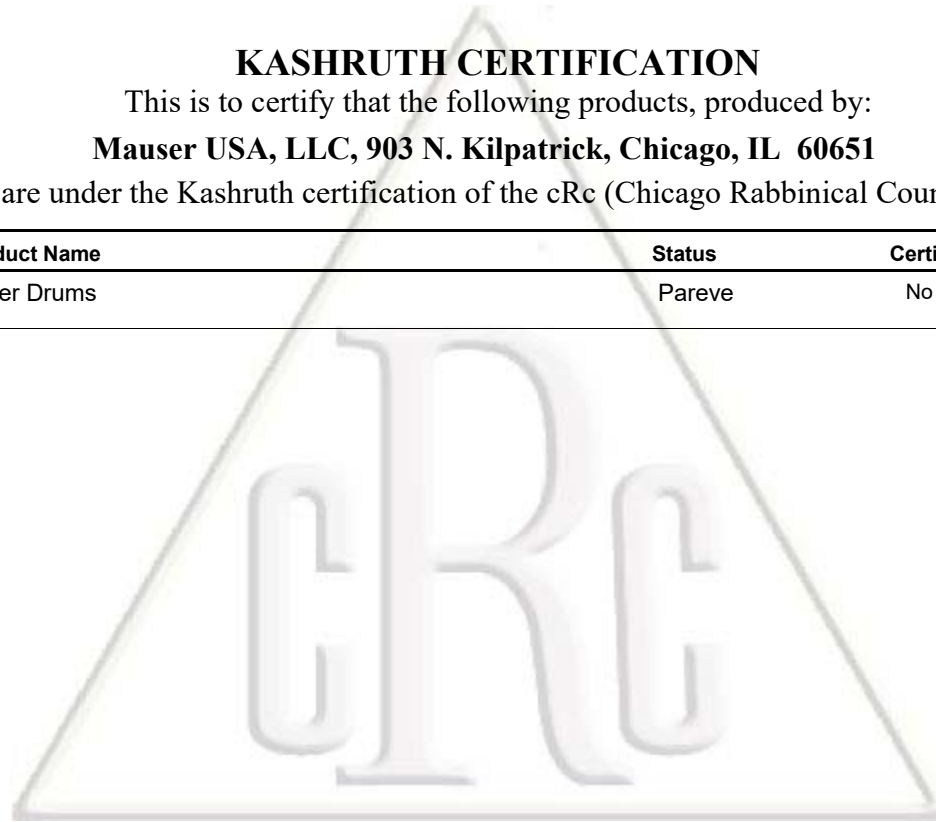 KASHRUTH CERTIFICATION
This is to certify that the following products, produced by:
Mauser USA, LLC, 903 N. Kilpatrick, Chicago, IL 60651
are under the Kashruth certification of the cRc (Chicago Rabbinical Coun
duct Name Status Certi
er Drums Pareve No
cRc